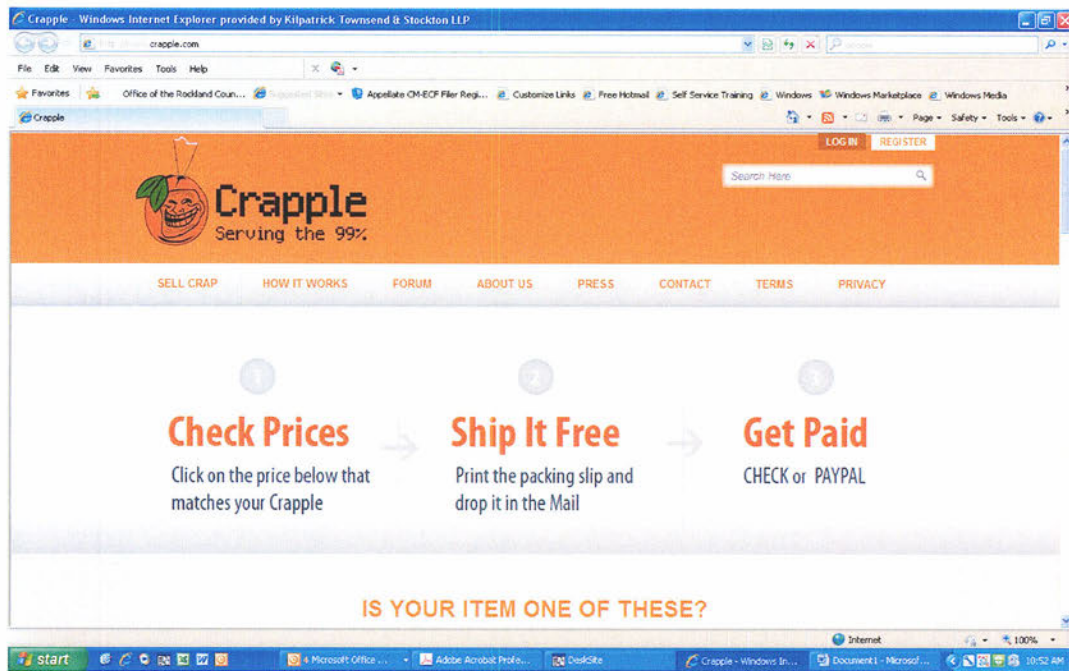 Crapple - Windows Internet Explorer provided by Kilpatrick Townsend & Stockton LLP
crapple.com
File Edit View Favorites Tools Help
Favorites Office of the Rockland Coun... Suggested Sites Appellate CM-ECF Filer Regi... Customize Links Free Hotmail Self Service Training Windows Windows Marketplace Windows Media
Crapple Page Safety Tools
LOG IN REGISTER
Search Here
Crapple
Serving the 99%
SELL CRAP HOW IT WORKS FORUM ABOUT US PRESS CONTACT TERMS PRIVACY
1 2 3
Check Prices Ship It Free Get Paid
Click on the price below that Print the packing slip and CHECK or PAYPAL
matches your Crapple drop it in the Mail
IS YOUR ITEM ONE OF THESE?
Internet 100%
start 4 Microsoft Office ... Adobe Acrobat Profe... DeskSite Crapple - Windows In... Document1 - Microsof... 10:52 AM